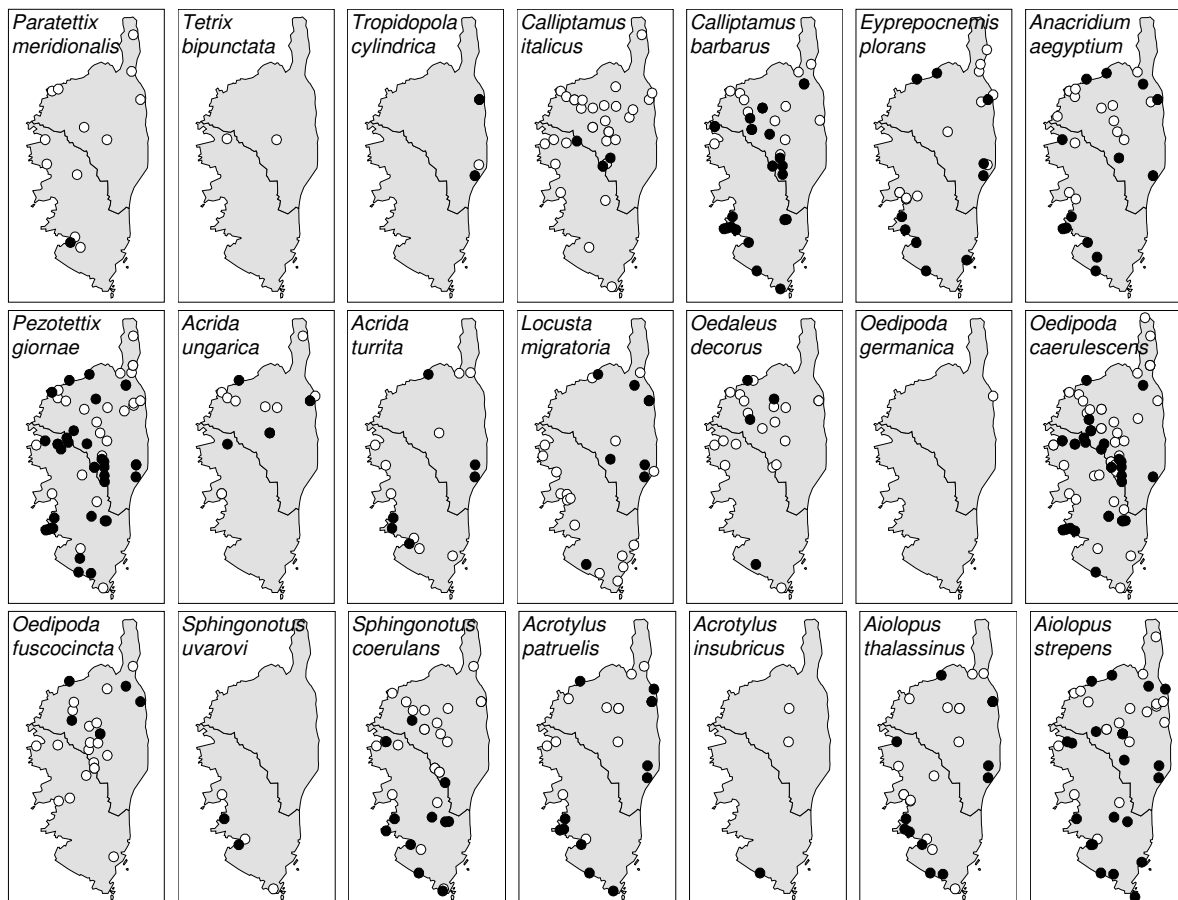 Paratettix
meridionalis
Tetrix
bipunctata
Tropidopola
cylindrica
Calliptamus
italicus
Calliptamus
barbarus
Eyprepocnemis
plorans
Anacridium
aegyptium
Pezotettix
giornae
Acrida
ungarica
Acrida
turrita
Locusta
migratoria
Oedaleus
decorus
Oedipoda
germanica
Oedipoda
caerulescens
Oedipoda
fuscocincta
Sphingonotus
uvarovi
Sphingonotus
coerulans
Acrotylus
patruelis
Acrotylus
insubricus
Aiolopus
thalassinus
Aiolopus
strepens